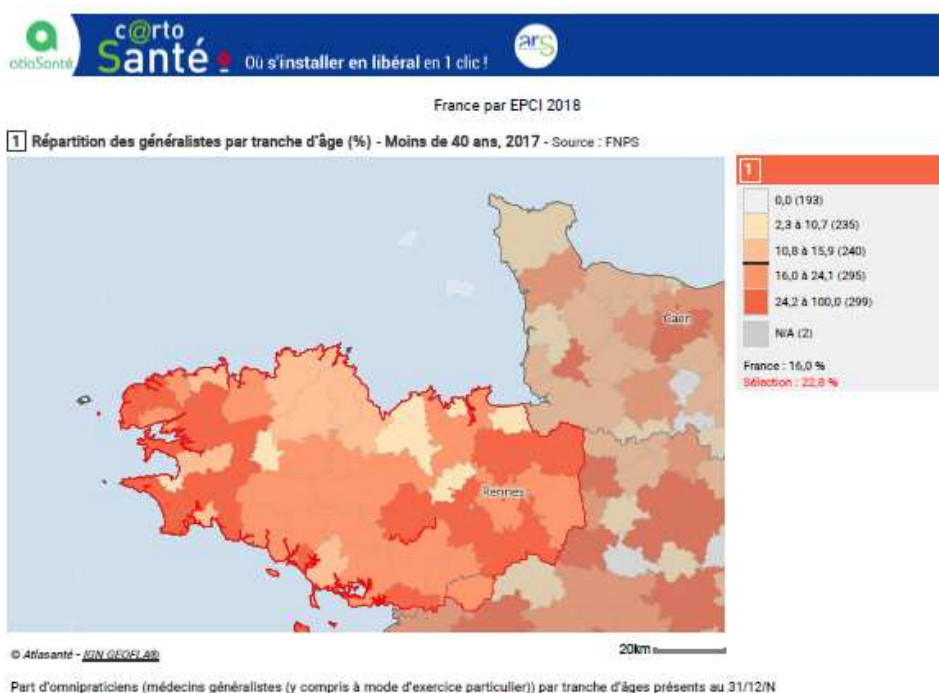 atlaSanté
c@rto
Santé
Où s'installer en libéral en 1 clic !
ars
France par EPCI 2018
1 Répartition des généralistes par tranche d'âge (%) - Moins de 40 ans, 2017 - Source : FNPS
1
0,0 (193)
2,3 à 10,7 (235)
10,8 à 15,9 (240)
16,0 à 24,1 (295)
24,2 à 100,0 (299)
N/A (2)
France : 16,0 %
Sélection : 22,8 %
Caen
Rennes
20km
© Atlasanté - IGN GEOFLA®
Part d'omnipraticiens (médecins généralistes (y compris à mode d'exercice particulier)) par tranche d'âges présents au 31/12/N